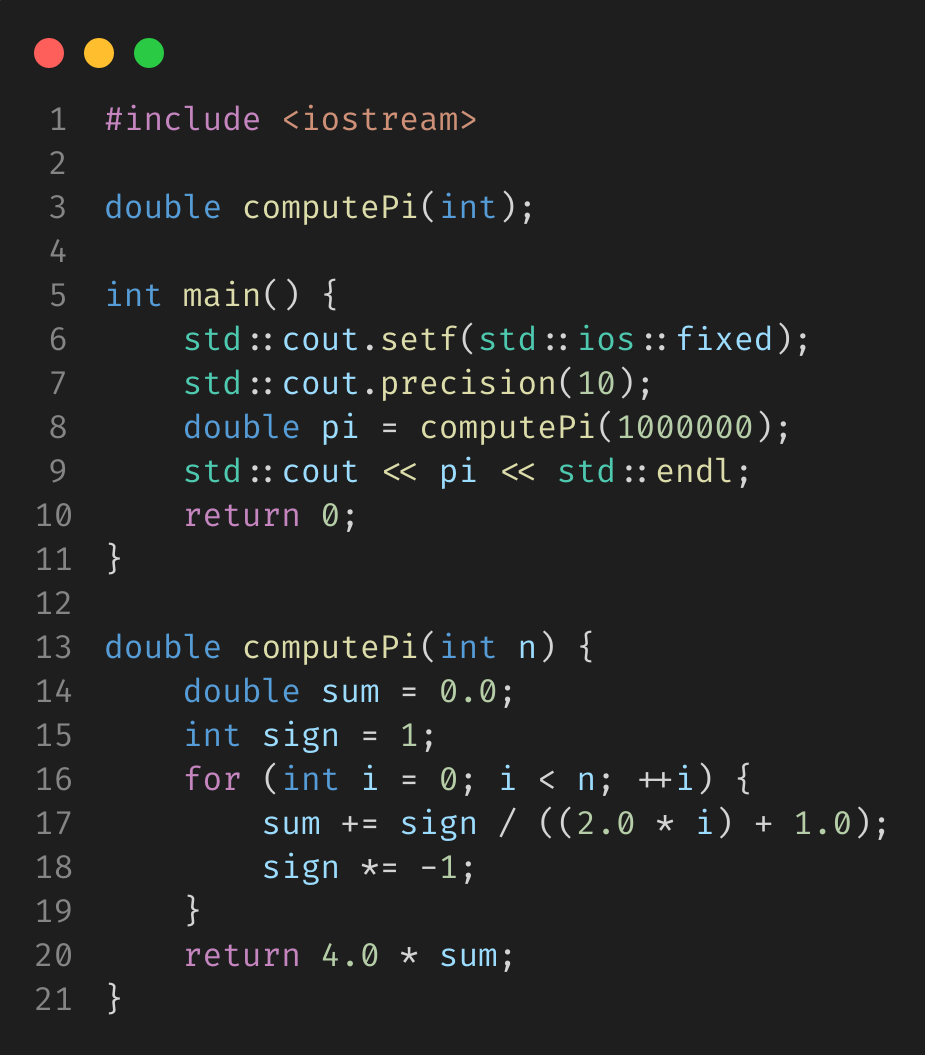 1 #include <iostream>
2
3 double computePi(int);
4
5 int main() {
6     std::cout.setf(std::ios::fixed);
7     std::cout.precision(10);
8     double pi = computePi(1000000);
9     std::cout << pi << std::endl;
10     return 0;
11 }
12
13 double computePi(int n) {
14     double sum = 0.0;
15     int sign = 1;
16     for (int i = 0; i < n; ++i) {
17         sum += sign / ((2.0 * i) + 1.0);
18         sign *= -1;
19     }
20     return 4.0 * sum;
21 }